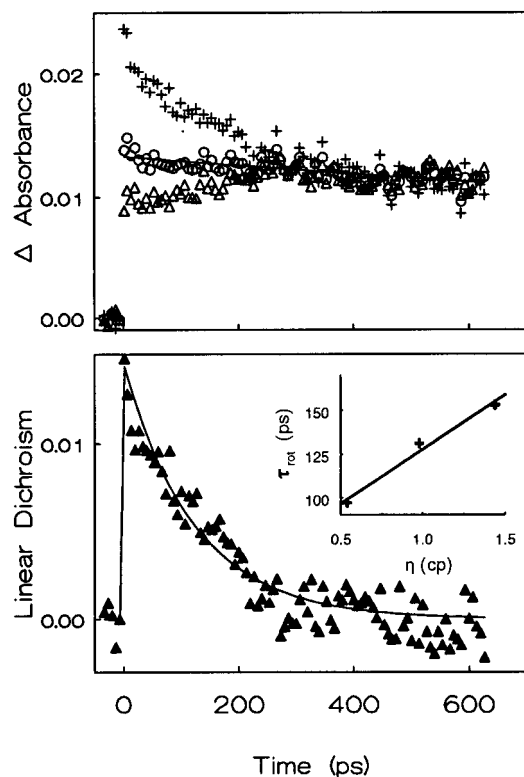 Δ Absorbance
0.02
0.01
0.00
Linear Dichroism
0.01
0.00
τrot (ps)
150
125
100
0.5 1.0 1.5
η (cp)
0 200 400 600
Time (ps)